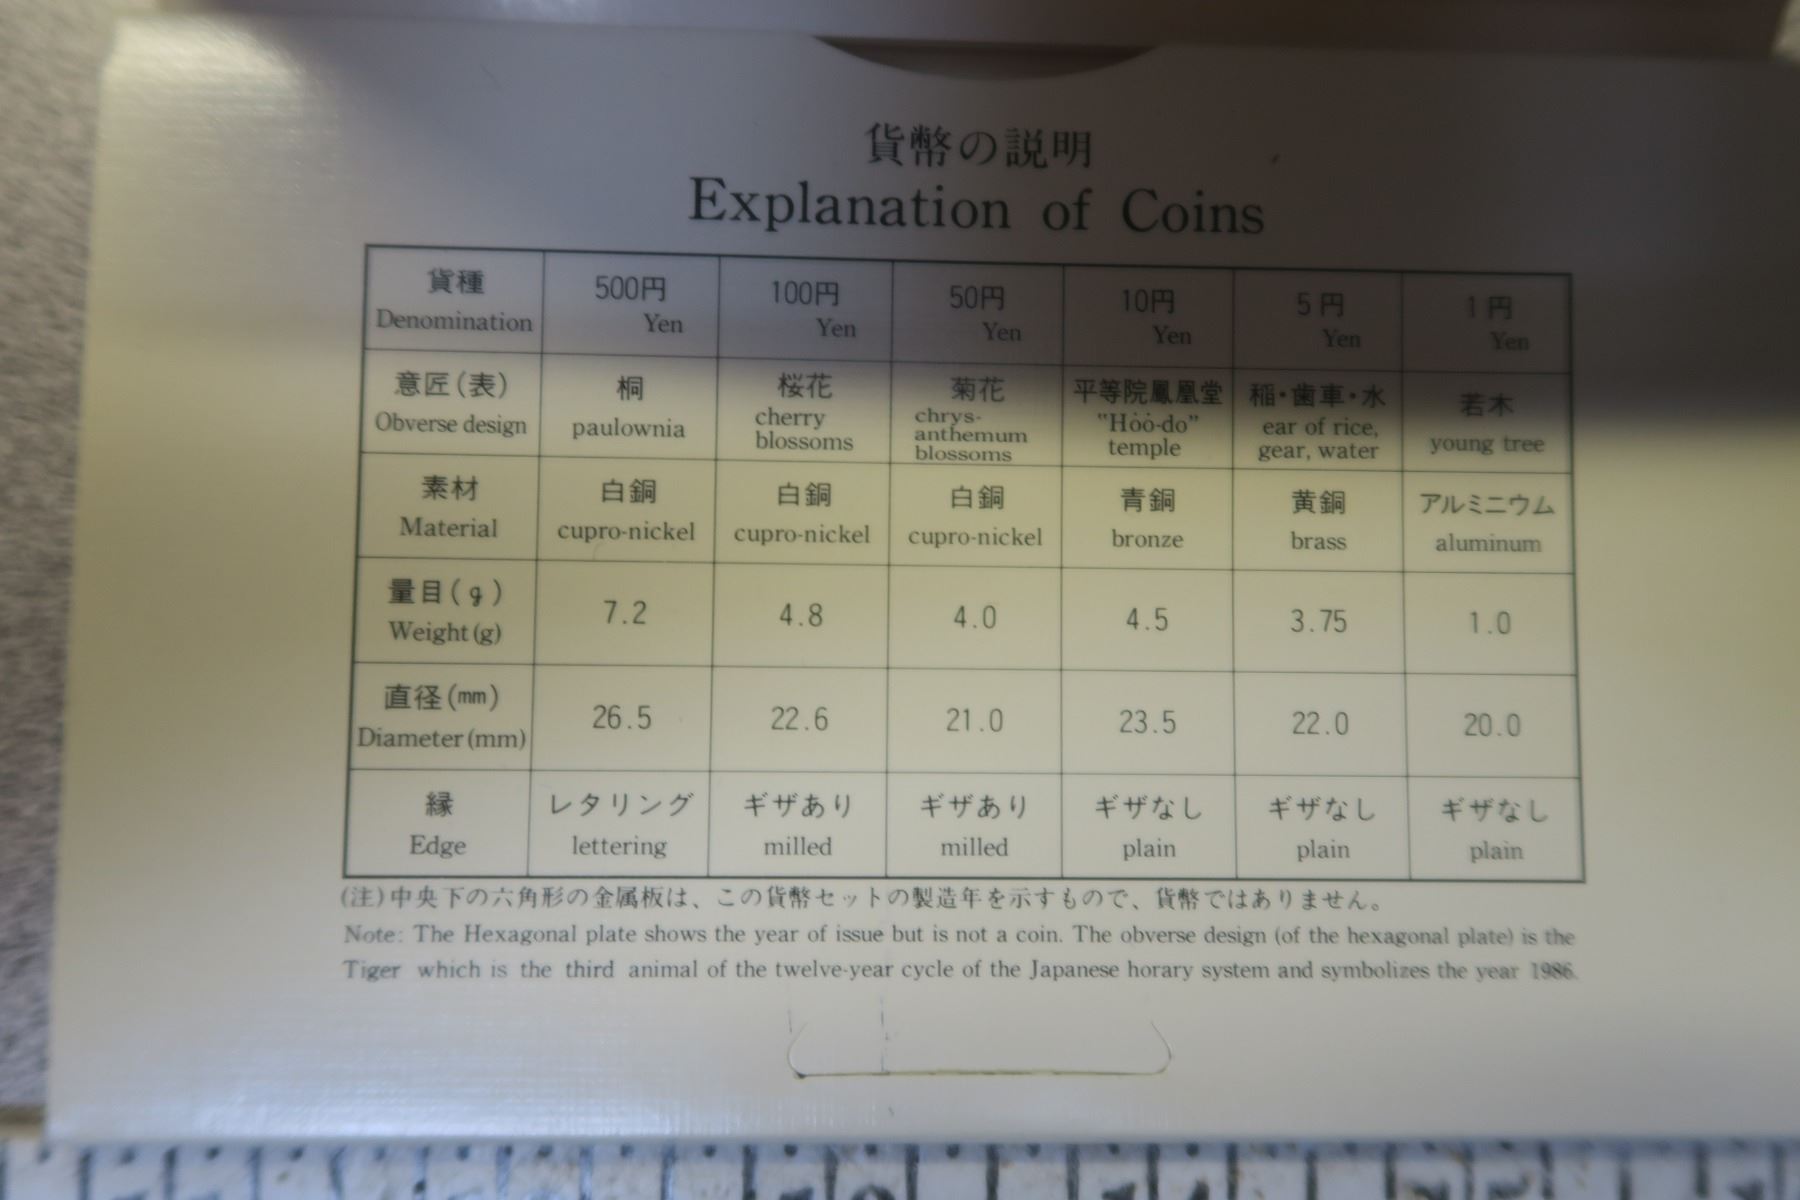 貨幣の説明
Explanation of Coins
貨種 500円 100円 50円 10円 5円 1円
Denomination Yen Yen Yen Yen Yen Yen
意匠(表) 桐 桜花 菊花 平等院鳳凰堂 稲・歯車・水 若木
Obverse design paulownia cherry blossoms chrys-anthemum blossoms "Hóó-do" temple ear of rice, gear, water young tree
素材 白銅 白銅 白銅 青銅 黄銅 アルミニウム
Material cupro-nickel cupro-nickel cupro-nickel bronze brass aluminum
量目(g)
Weight(g) 7.2 4.8 4.0 4.5 3.75 1.0
直径(mm)
Diameter(mm) 26.5 22.6 21.0 23.5 22.0 20.0
縁 レタリング ギザあり ギザあり ギザなし ギザなし ギザなし
Edge lettering milled milled plain plain plain
(注)中央下の六角形の金属板は、この貨幣セットの製造年を示すもので、貨幣ではありません。
Note: The Hexagonal plate shows the year of issue but is not a coin. The obverse design (of the hexagonal plate) is the
Tiger which is the third animal of the twelve-year cycle of the Japanese horary system and symbolizes the year 1986.